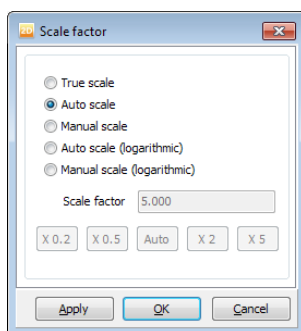 2D Scale factor
True scale
Auto scale
Manual scale
Auto scale (logarithmic)
Manual scale (logarithmic)
Scale factor 5.000
X 0.2 X 0.5 Auto X 2 X 5
Apply OK Cancel